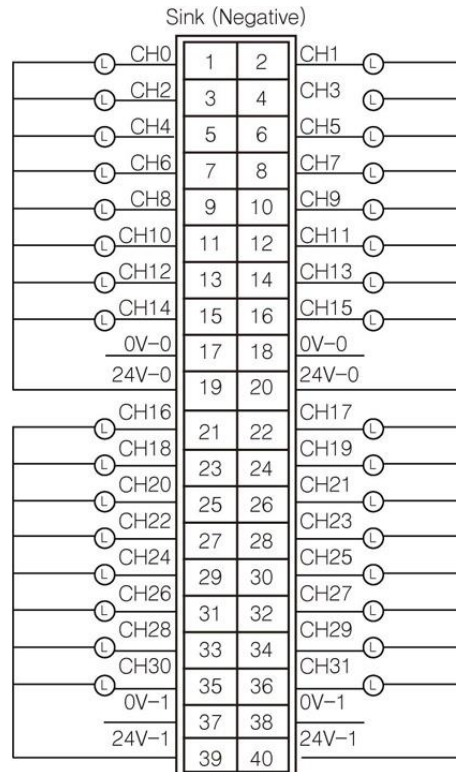 Sink (Negative)
L CH0 1 2 CH1 L
L CH2 3 4 CH3 L
L CH4 5 6 CH5 L
L CH6 7 8 CH7 L
L CH8 9 10 CH9 L
L CH10 11 12 CH11 L
L CH12 13 14 CH13 L
L CH14 15 16 CH15 L
0V-0 17 18 0V-0
24V-0 19 20 24V-0
L CH16 21 22 CH17 L
L CH18 23 24 CH19 L
L CH20 25 26 CH21 L
L CH22 27 28 CH23 L
L CH24 29 30 CH25 L
L CH26 31 32 CH27 L
L CH28 33 34 CH29 L
L CH30 35 36 CH31 L
0V-1 37 38 0V-1
24V-1 39 40 24V-1